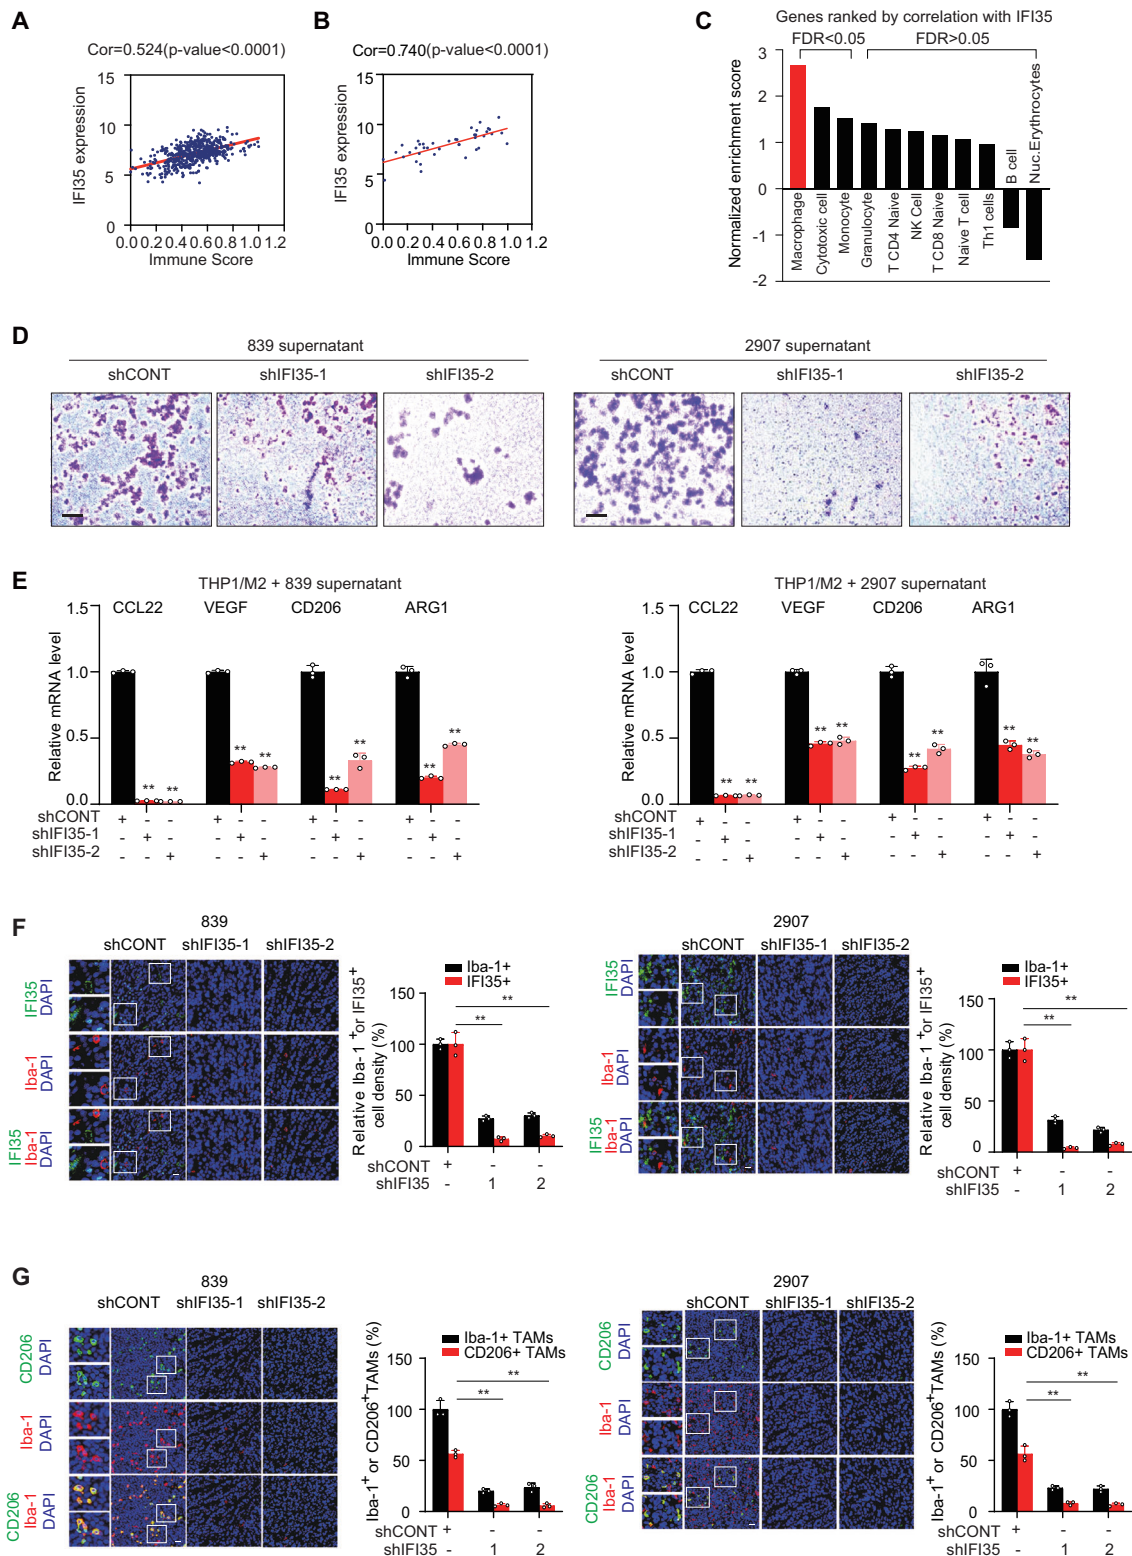 A
Cor=0.524(p-value<0.0001)
IFI35 expression
15
10
5
0
0.0 0.2 0.4 0.6 0.8 1.0 1.2
Immune Score
B
Cor=0.740(p-value<0.0001)
IFI35 expression
15
10
5
0
0.0 0.2 0.4 0.6 0.8 1.0 1.2
Immune Score
C
Genes ranked by correlation with IFI35
FDR<0.05 FDR>0.05
Normalized enrichment score
3
2
1
0
-1
-2
Macrophage
Cytotoxic cell
Monocyte
Granulocyte
T CD4 Naive
NK Cell
T CD8 Naive
Naive T cell
Th1 cells
B cell
Nuc.Erythrocytes
D
839 supernatant
shCONT shIFI35-1 shIFI35-2
2907 supernatant
shCONT shIFI35-1 shIFI35-2
E
THP1/M2 + 839 supernatant
CCL22 VEGF CD206 ARG1
Relative mRNA level
1.5
1.0
0.5
0.0
** ** ** ** ** ** ** **
shCONT + - - + - - + - - + - -
shIFI35-1 - + - - + - - + - - + -
shIFI35-2 - - + - - + - - + - - +
THP1/M2 + 2907 supernatant
CCL22 VEGF CD206 ARG1
Relative mRNA level
1.5
1.0
0.5
0.0
** ** ** ** ** ** ** **
shCONT + - - + - - + - - + - -
shIFI35-1 - + - - + - - + - - + -
shIFI35-2 - - + - - + - - + - - +
F
839
shCONT shIFI35-1 shIFI35-2
IFI35
DAPI
Iba-1
DAPI
IFI35
Iba-1
DAPI
Relative Iba-1 + or IFI35+
cell density (%)
Iba-1+
IFI35+
150
100
50
0
**
**
shCONT + - -
shIFI35 - 1 2
2907
shCONT shIFI35-1 shIFI35-2
IFI35
DAPI
Iba-1
DAPI
IFI35
Iba-1
DAPI
Relative Iba-1 + or IFI35+
cell density (%)
Iba-1+
IFI35+
150
100
50
0
**
**
shCONT + - -
shIFI35 - 1 2
G
839
shCONT shIFI35-1 shIFI35-2
CD206
DAPI
Iba-1
DAPI
CD206
Iba-1
DAPI
Iba-1+ or CD206+TAMs (%)
Iba-1+ TAMs
CD206+ TAMs
150
100
50
0
**
**
shCONT + - -
shIFI35 - 1 2
2907
shCONT shIFI35-1 shIFI35-2
CD206
DAPI
Iba-1
DAPI
CD206
Iba-1
DAPI
Iba-1+ or CD206+TAMs (%)
Iba-1+ TAMs
CD206+ TAMs
150
100
50
0
**
**
shCONT + - -
shIFI35 - 1 2